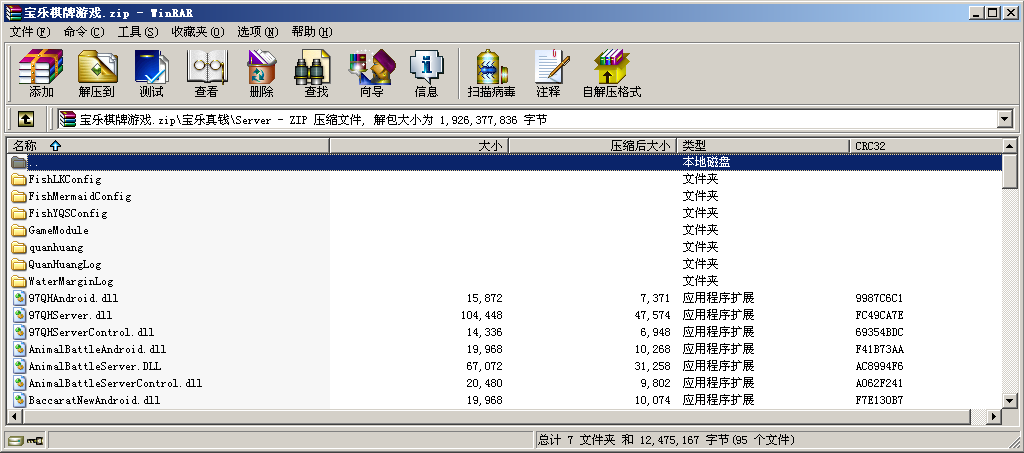 宝乐棋牌游戏.zip - WinRAR
文件(F) 命令(C) 工具(S) 收藏夹(O) 选项(N) 帮助(H)
添加 解压到 测试 查看 删除 查找 向导 信息 扫描病毒 注释 自解压格式
宝乐棋牌游戏.zip\宝乐真钱\Server - ZIP 压缩文件, 解包大小为 1,926,377,836 字节
名称 大小 压缩后大小 类型 CRC32
.. 本地磁盘
FishLKConfig 文件夹
FishMermaidConfig 文件夹
FishYQSConfig 文件夹
GameModule 文件夹
quanhuang 文件夹
QuanHuangLog 文件夹
WaterMarginLog 文件夹
97QHAndroid.dll 15,872 7,371 应用程序扩展 9987C6C1
97QHServer.dll 104,448 47,574 应用程序扩展 FC49CA7E
97QHServerControl.dll 14,336 6,948 应用程序扩展 69354BDC
AnimalBattleAndroid.dll 19,968 10,268 应用程序扩展 F41B73AA
AnimalBattleServer.DLL 67,072 31,258 应用程序扩展 AC8994F6
AnimalBattleServerControl.dll 20,480 9,802 应用程序扩展 A062F241
BaccaratNewAndroid.dll 19,968 10,074 应用程序扩展 F7E130B7
总计 7 文件夹 和 12,475,167 字节(95 个文件)